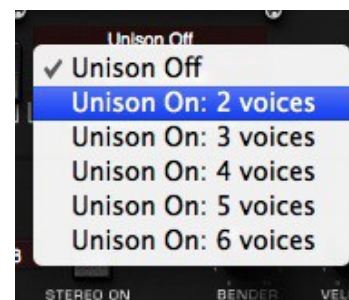 Unison Off
✓ Unison Off
Unison On: 2 voices
Unison On: 3 voices
Unison On: 4 voices
Unison On: 5 voices
Unison On: 6 voices
STEREO ON BENDER VEL